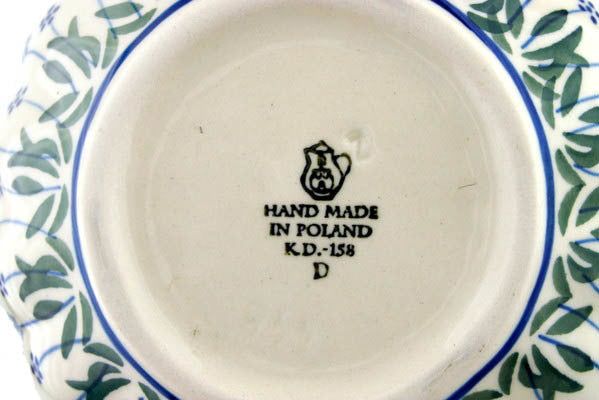 HAND MADE
IN POLAND
K.D.-158
D